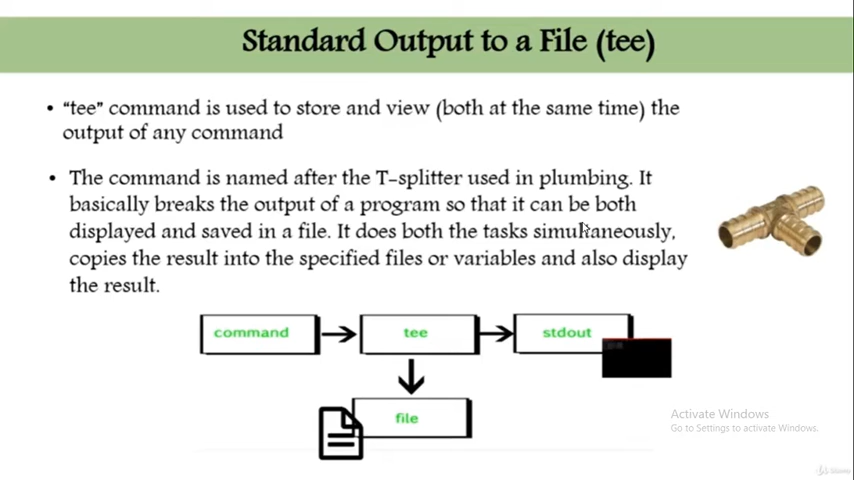 Standard Output to a File (tee)
• "tee" command is used to store and view (both at the same time) the
output of any command
• The command is named after the T-splitter used in plumbing. It
basically breaks the output of a program so that it can be both
displayed and saved in a file. It does both the tasks simultaneously,
copies the result into the specified files or variables and also display
the result.
command
tee
stdout
file
Activate Windows
Go to Settings to activate Windows.